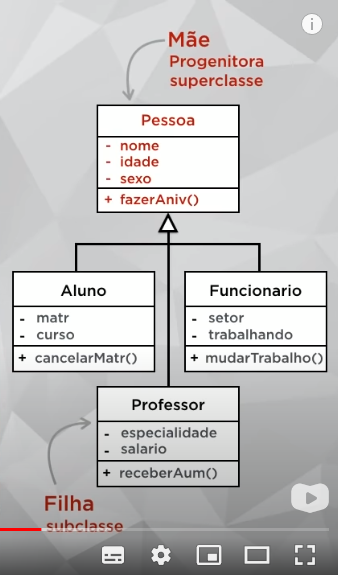 Mãe
Progenitora
superclasse
Pessoa
- nome
- idade
- sexo
+ fazerAniv()
Aluno
- matr
- curso
+ cancelarMatr()
Funcionario
- setor
- trabalhando
+ mudarTrabalho()
Professor
- especialidade
- salario
+ receberAum()
Filha
subclasse